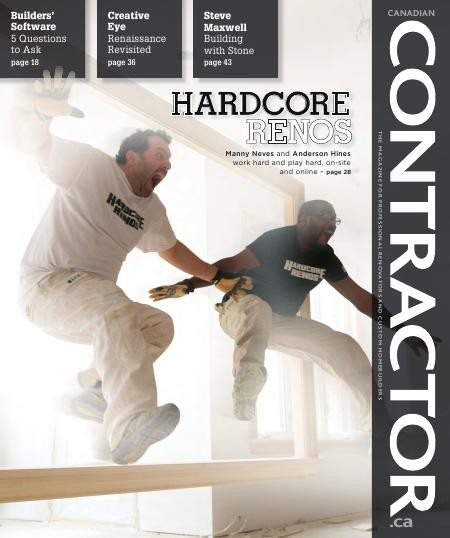 Builders'
Software
5 Questions
to Ask
page 18
Creative
Eye
Renaissance
Revisited
page 36
Steve
Maxwell
Building
with Stone
page 43
CANADIAN
CONTRACTOR
.ca
THE MAGAZINE FOR PROFESSIONAL RENOVATORS AND CUSTOM HOMEBUILDERS
HARDCORE
RENOS
Manny Neves and Anderson Hines
work hard and play hard, on-site
and online – page 28
HARDCORE
RENOS
HARDCORE
RENOS